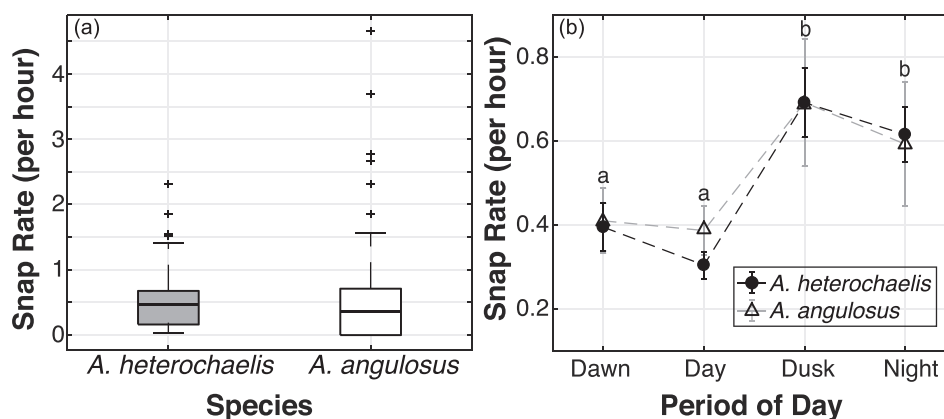 (a)
Snap Rate (per hour)
4
3
2
1
0
A. heterochaelis
A. angulosus
Species
(b)
Snap Rate (per hour)
0.8
0.6
0.4
0.2
a
a
b
b
A. heterochaelis
A. angulosus
Dawn
Day
Dusk
Night
Period of Day